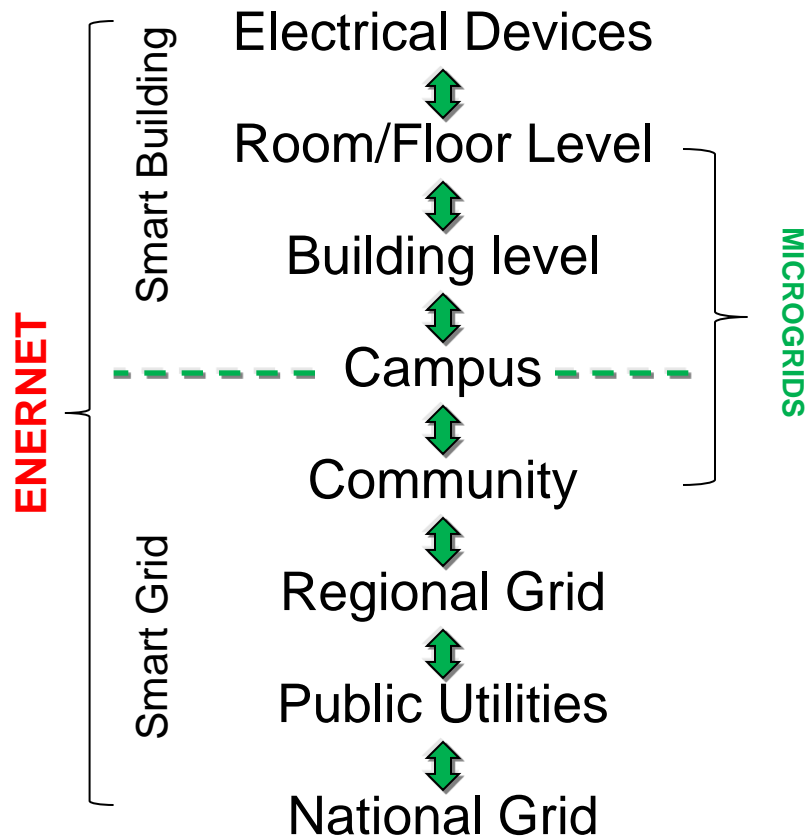 Electrical Devices
Room/Floor Level
Building level
Campus
Community
Regional Grid
Public Utilities
National Grid
Smart Building
Smart Grid
ENERNET
MICROGRIDS